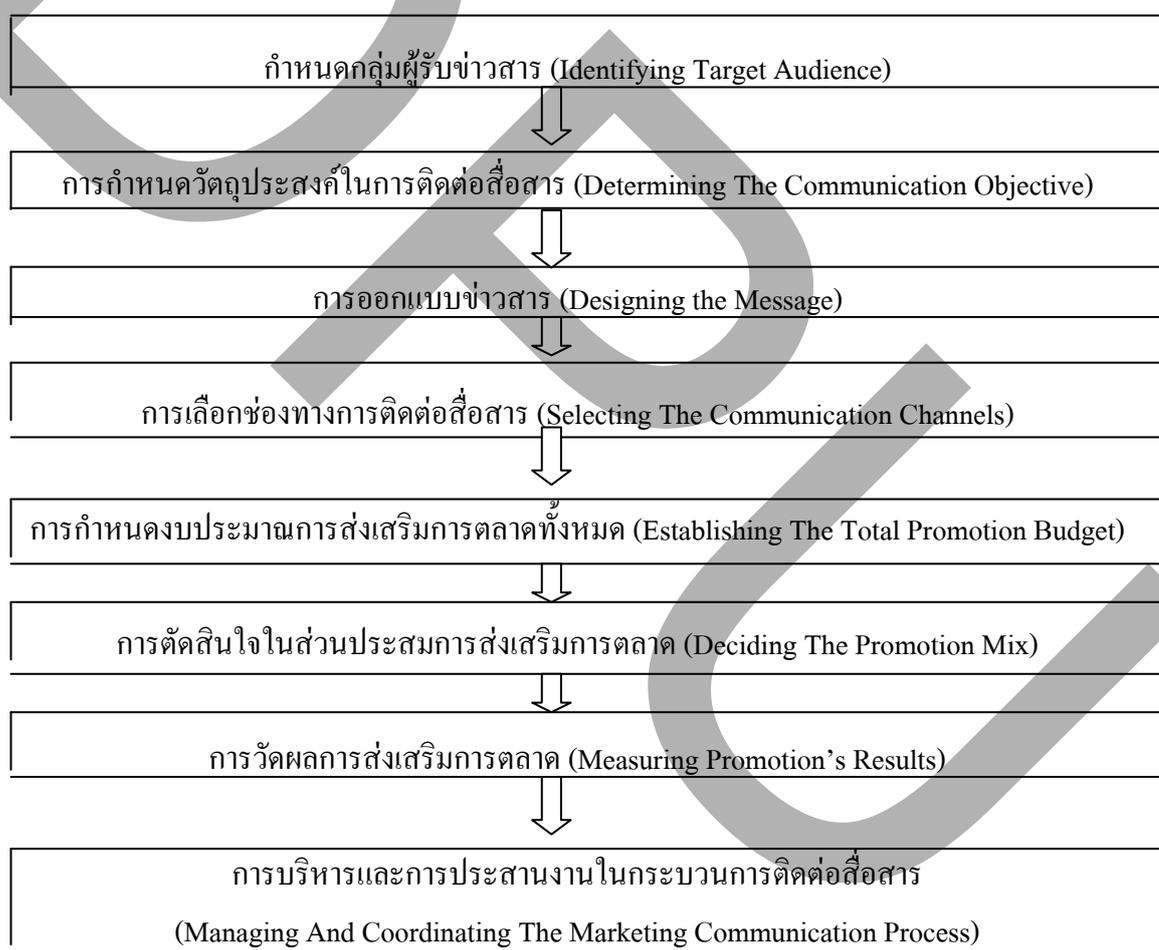 กำหนดกลุ่มผู้รับข่าวสาร (Identifying Target Audience)
การกำหนดวัตถุประสงค์ในการติดต่อสื่อสาร (Determining The Communication Objective)
การออกแบบข่าวสาร (Designing the Message)
การเลือกช่องทางการติดต่อสื่อสาร (Selecting The Communication Channels)
การกำหนดงบประมาณการส่งเสริมการตลาดทั้งหมด (Establishing The Total Promotion Budget)
การตัดสินใจในส่วนประสมการส่งเสริมการตลาด (Deciding The Promotion Mix)
การวัดผลการส่งเสริมการตลาด (Measuring Promotion’s Results)
การบริหารและการประสานงานในกระบวนการติดต่อสื่อสาร
(Managing And Coordinating The Marketing Communication Process)